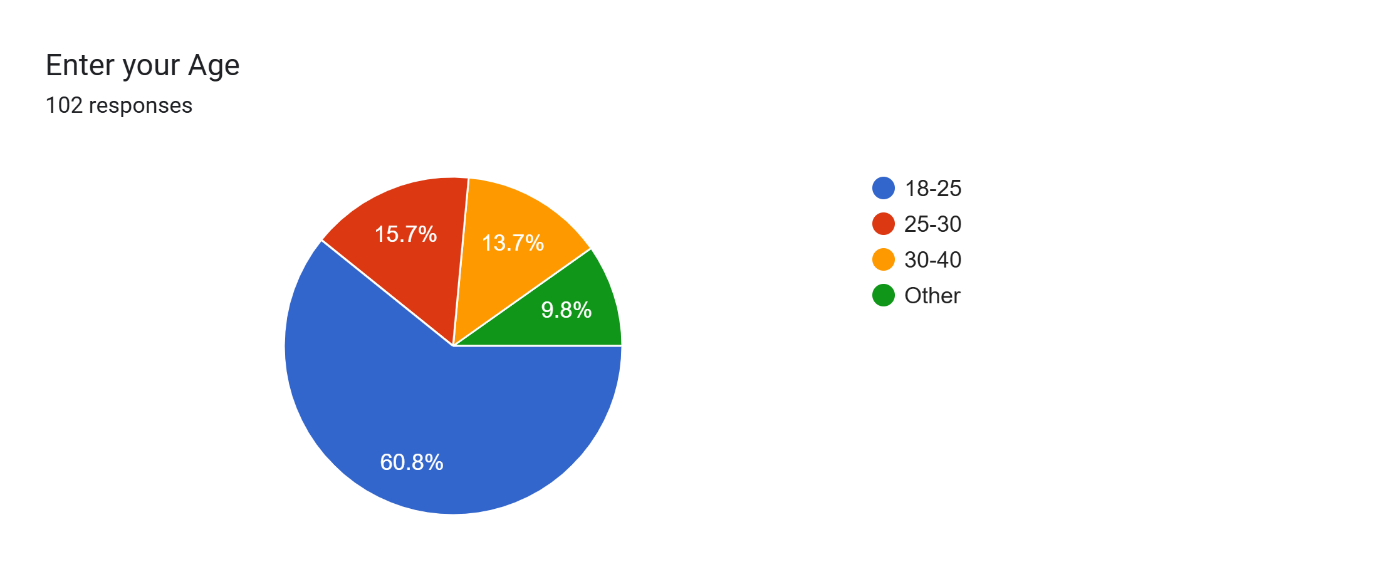 Enter your Age
102 responses
18-25
25-30
30-40
Other
15.7%
13.7%
9.8%
60.8%